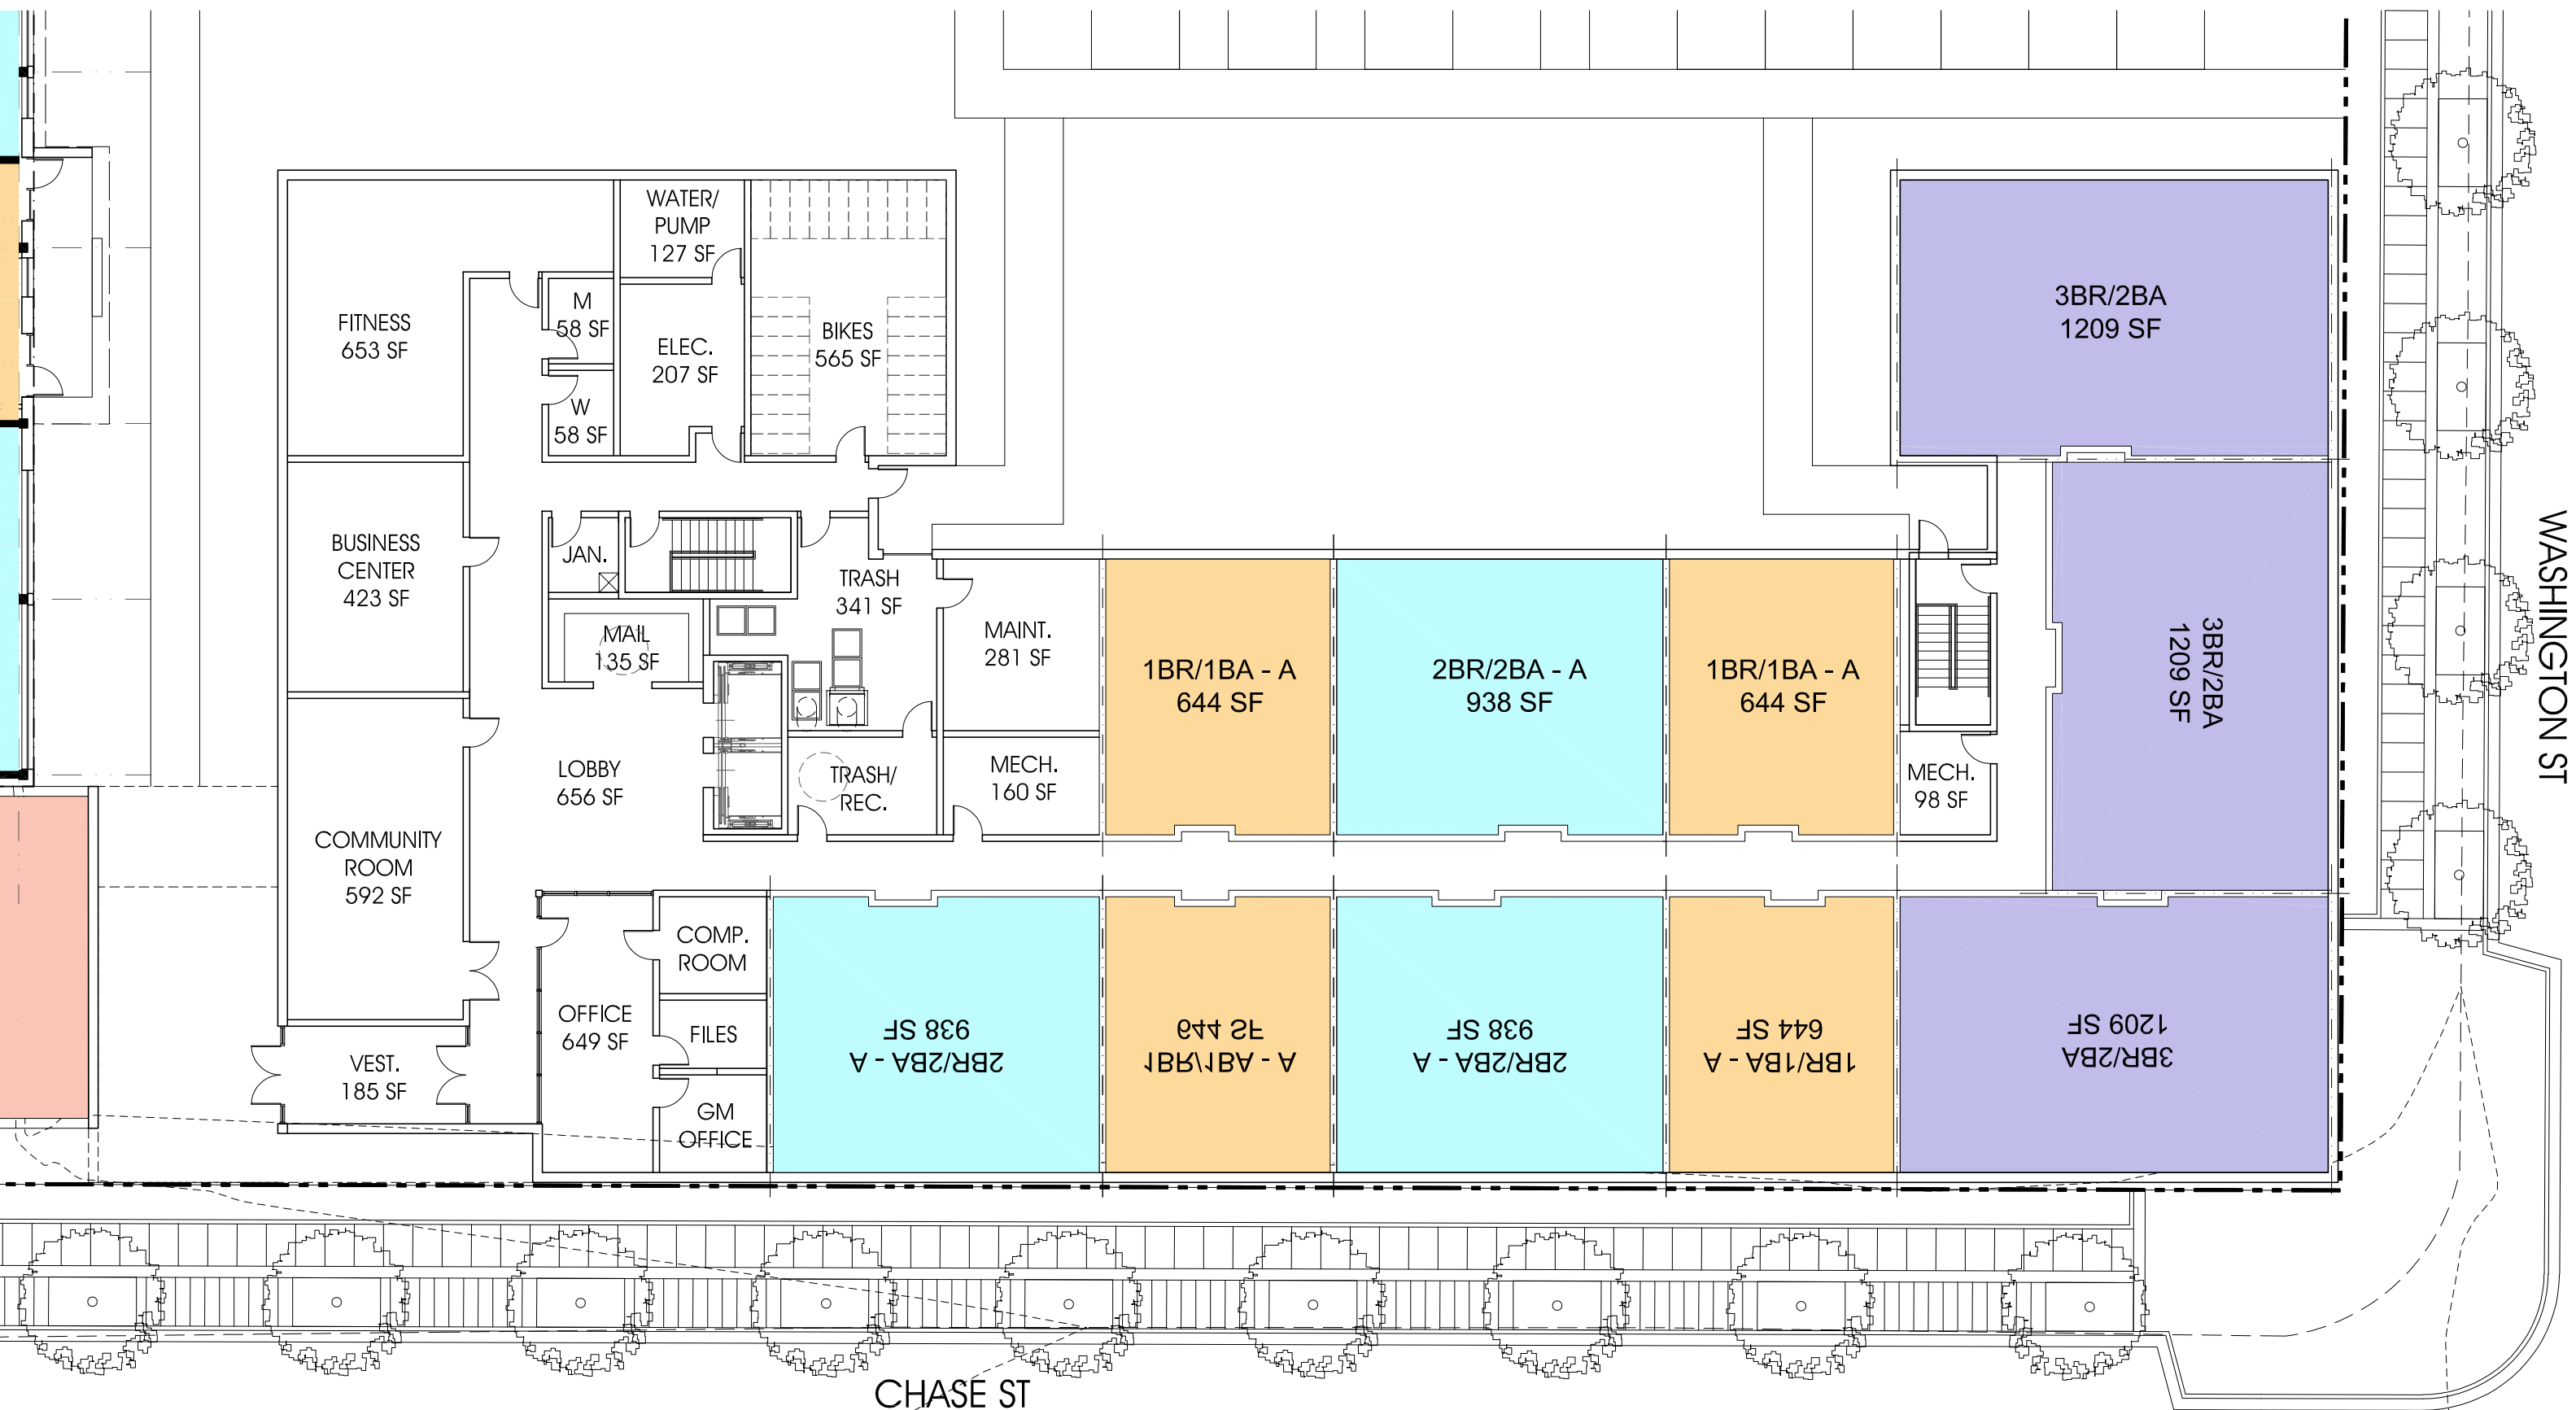 WATER/
PUMP
127 SF
FITNESS
653 SF
M
58 SF
W
58 SF
ELEC.
207 SF
BIKES
565 SF
3BR/2BA
1209 SF
BUSINESS
CENTER
423 SF
JAN.
TRASH
341 SF
MAIL
135 SF
MAINT.
281 SF
1BR/1BA - A
644 SF
2BR/2BA - A
938 SF
1BR/1BA - A
644 SF
3BR/2BA
1209 SF
WASHINGTON ST
LOBBY
656 SF
TRASH/
REC.
MECH.
160 SF
MECH.
98 SF
COMMUNITY
ROOM
592 SF
COMP.
ROOM
OFFICE
649 SF
FILES
VEST.
185 SF
GM
OFFICE
2BR/2BA - A
938 SF
1BR/1BA - A
644 SF
2BR/2BA - A
938 SF
1BR/1BA - A
644 SF
3BR/2BA
1209 SF
CHASE ST